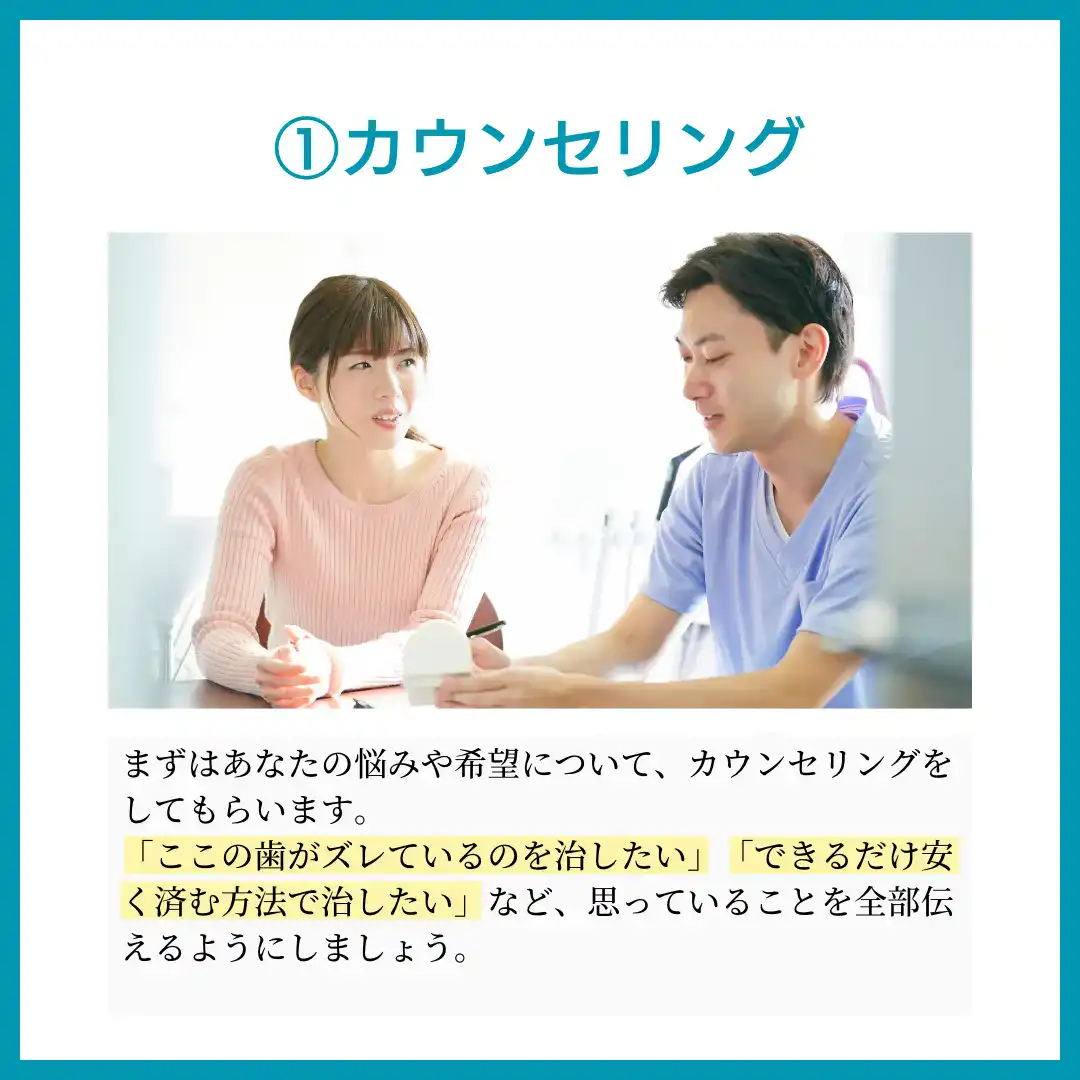 ①カウンセリング
まずはあなたの悩みや希望について、カウンセリングを
してもらいます。
「ここの歯がズレているのを治したい」「できるだけ安
く済む方法で治したい」など、思っていることを全部伝
えるようにしましょう。